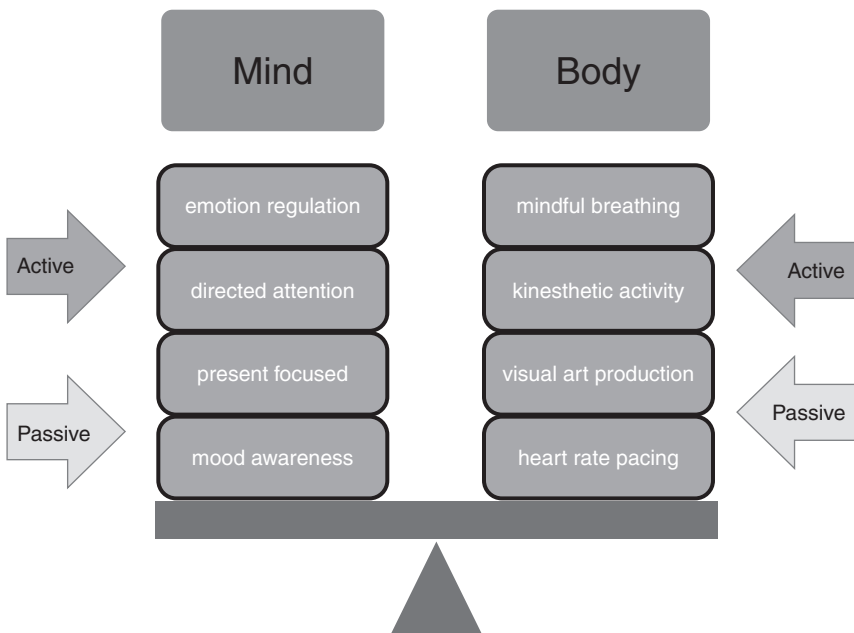 Mind
Body
emotion regulation
mindful breathing
Active
directed attention
kinesthetic activity
Active
present focused
visual art production
Passive
mood awareness
heart rate pacing
Passive